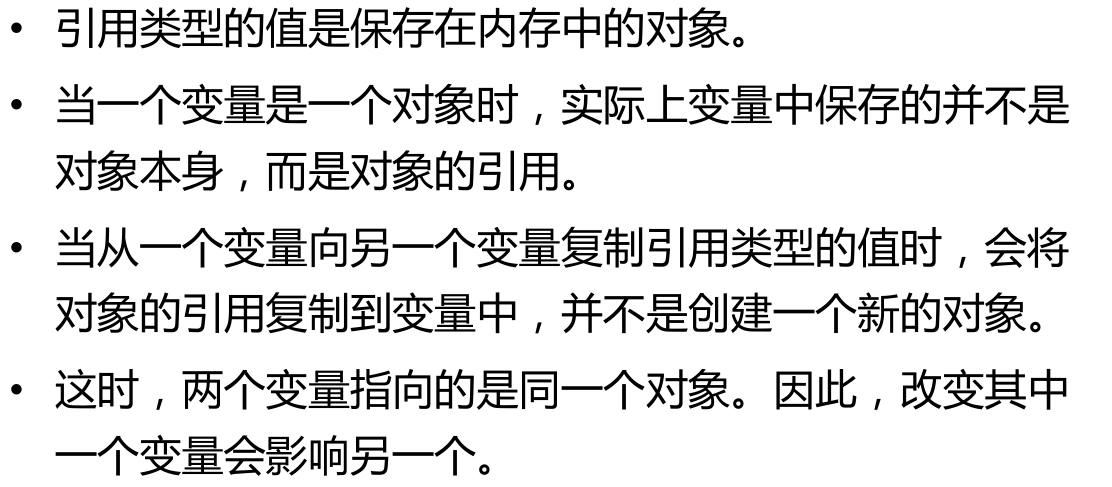 • 引用类型的值是保存在内存中的对象。
• 当一个变量是一个对象时，实际上变量中保存的并不是
对象本身，而是对象的引用。
• 当从一个变量向另一个变量复制引用类型的值时，会将
对象的引用复制到变量中，并不是创建一个新的对象。
• 这时，两个变量指向的是同一个对象。因此，改变其中
一个变量会影响另一个。